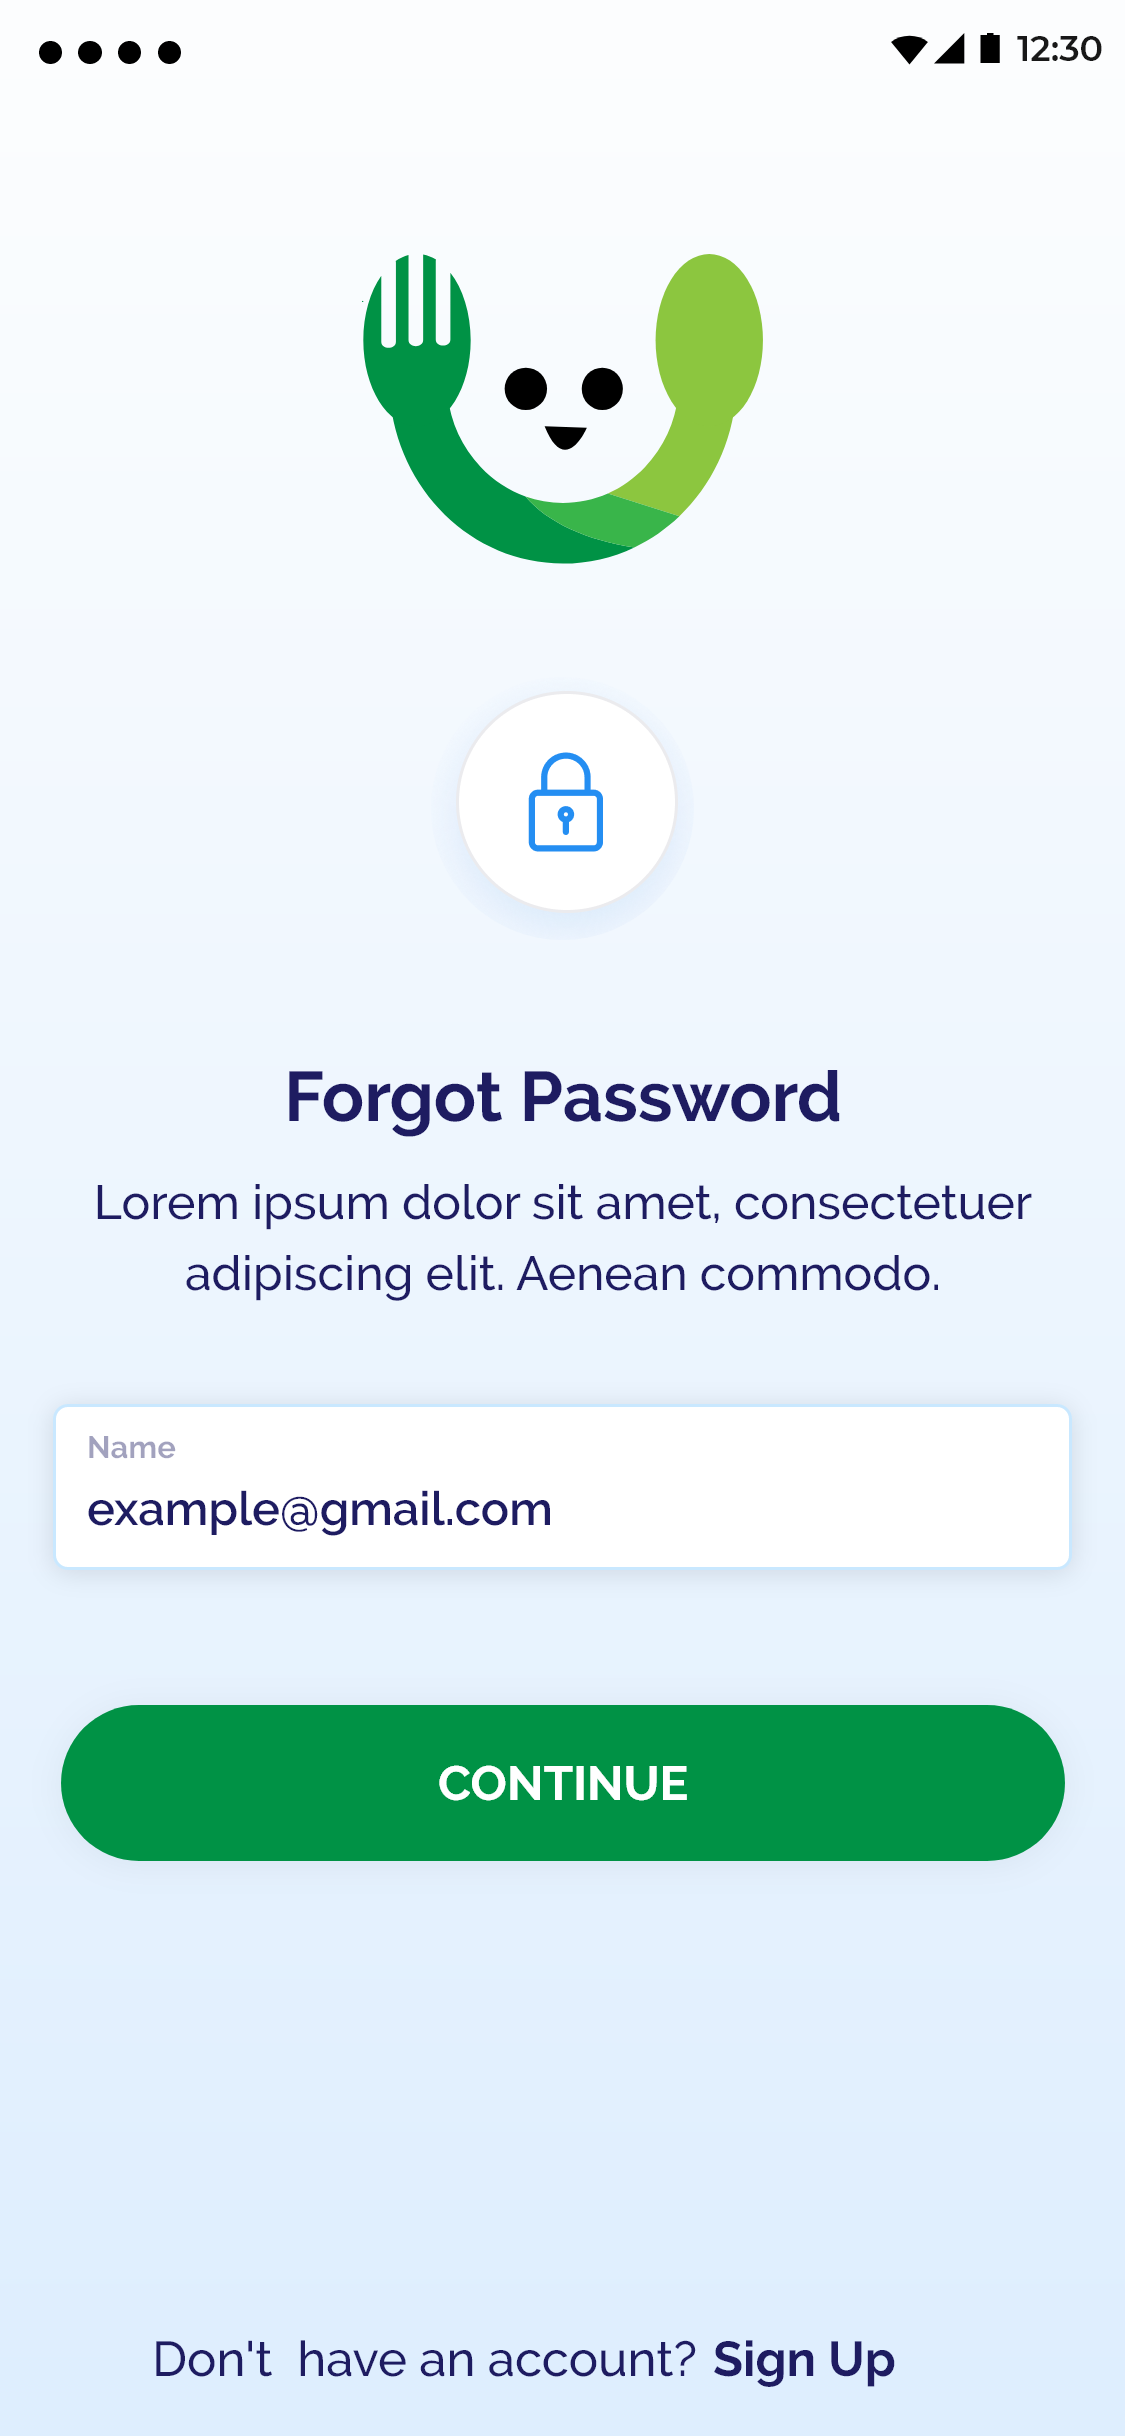 12:30
Forgot Password
Lorem ipsum dolor sit amet, consectetuer
adipiscing elit. Aenean commodo.
Name
example@gmail.com
CONTINUE
Don't  have an account? Sign Up